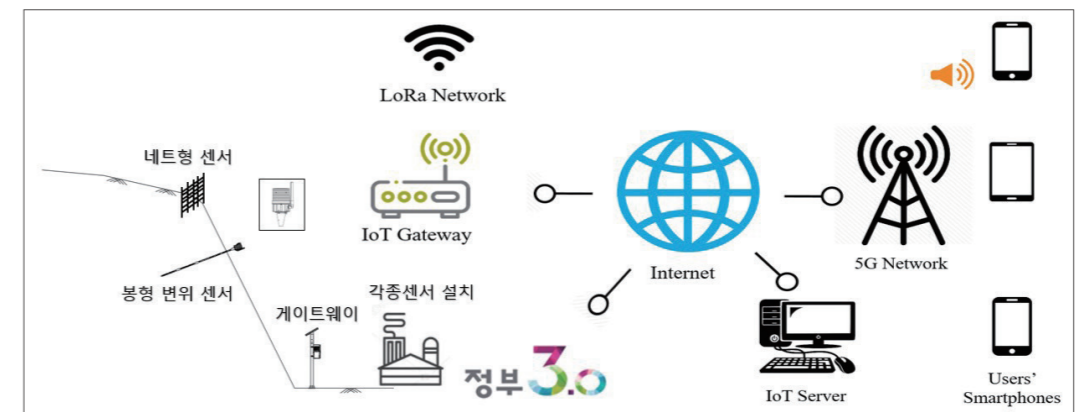 LoRa Network
네트형 센서
IoT Gateway
봉형 변위 센서
게이트웨이
각종센서 설치
정부3.0
Internet
5G Network
IoT Server
Users'
Smartphones